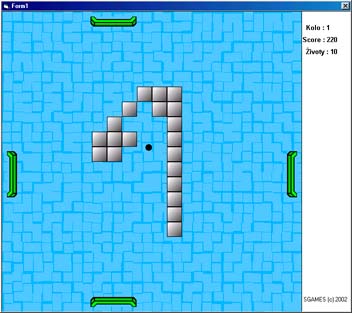 Form1
Kolo : 1
Score : 220
Životy : 10
SGAMES (c).2002